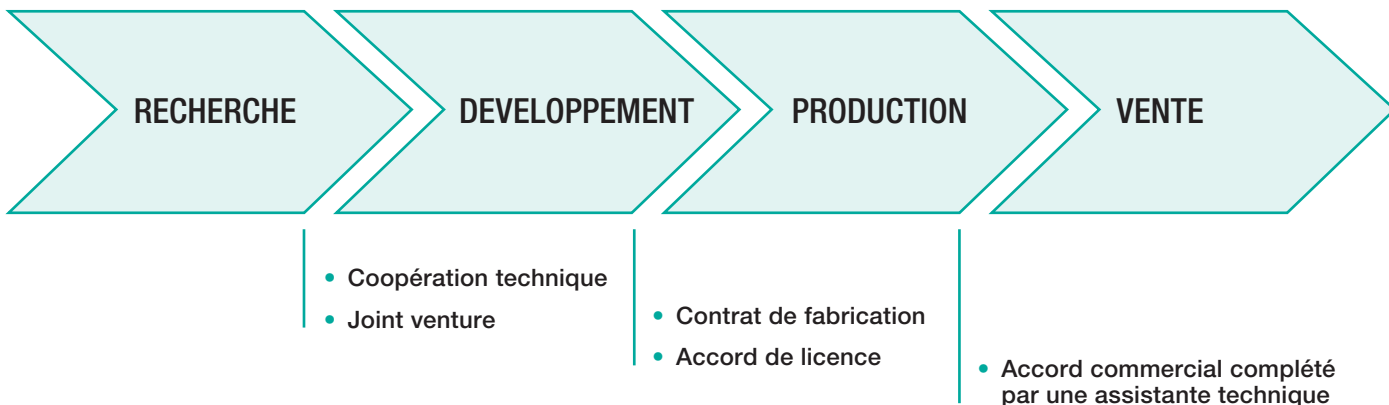 RECHERCHE
DEVELOPPEMENT
PRODUCTION
VENTE
• Coopération technique
• Joint venture
• Contrat de fabrication
• Accord de licence
• Accord commercial complété
par une assistante technique